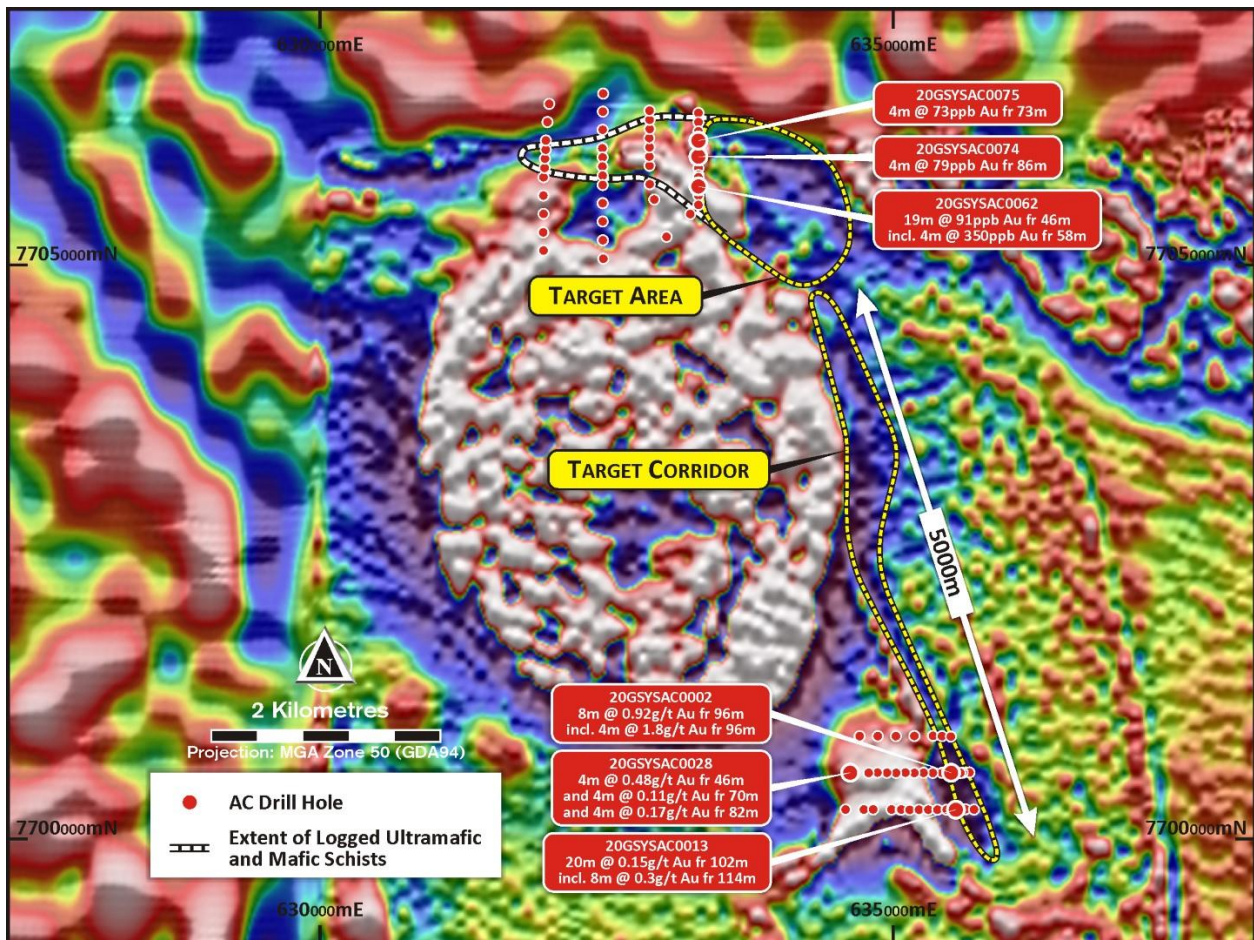 630000mE
635000mE
20GSYSAC0075
4m @ 73ppb Au fr 73m
20GSYSAC0074
4m @ 79ppb Au fr 86m
20GSYSAC0062
19m @ 91ppb Au fr 46m
incl. 4m @ 350ppb Au fr 58m
7705000mN
7705000mN
TARGET AREA
TARGET CORRIDOR
5000m
N
2 Kilometres
Projection: MGA Zone 50 (GDA94)
20GSYSAC0002
8m @ 0.92g/t Au fr 96m
incl. 4m @ 1.8g/t Au fr 96m
20GSYSAC0028
4m @ 0.48g/t Au fr 46m
and 4m @ 0.11g/t Au fr 70m
and 4m @ 0.17g/t Au fr 82m
20GSYSAC0013
20m @ 0.15g/t Au fr 102m
incl. 8m @ 0.3g/t Au fr 114m
AC Drill Hole
Extent of Logged Ultramafic
and Mafic Schists
7700000mN
7700000mN
630000mE
635000mE